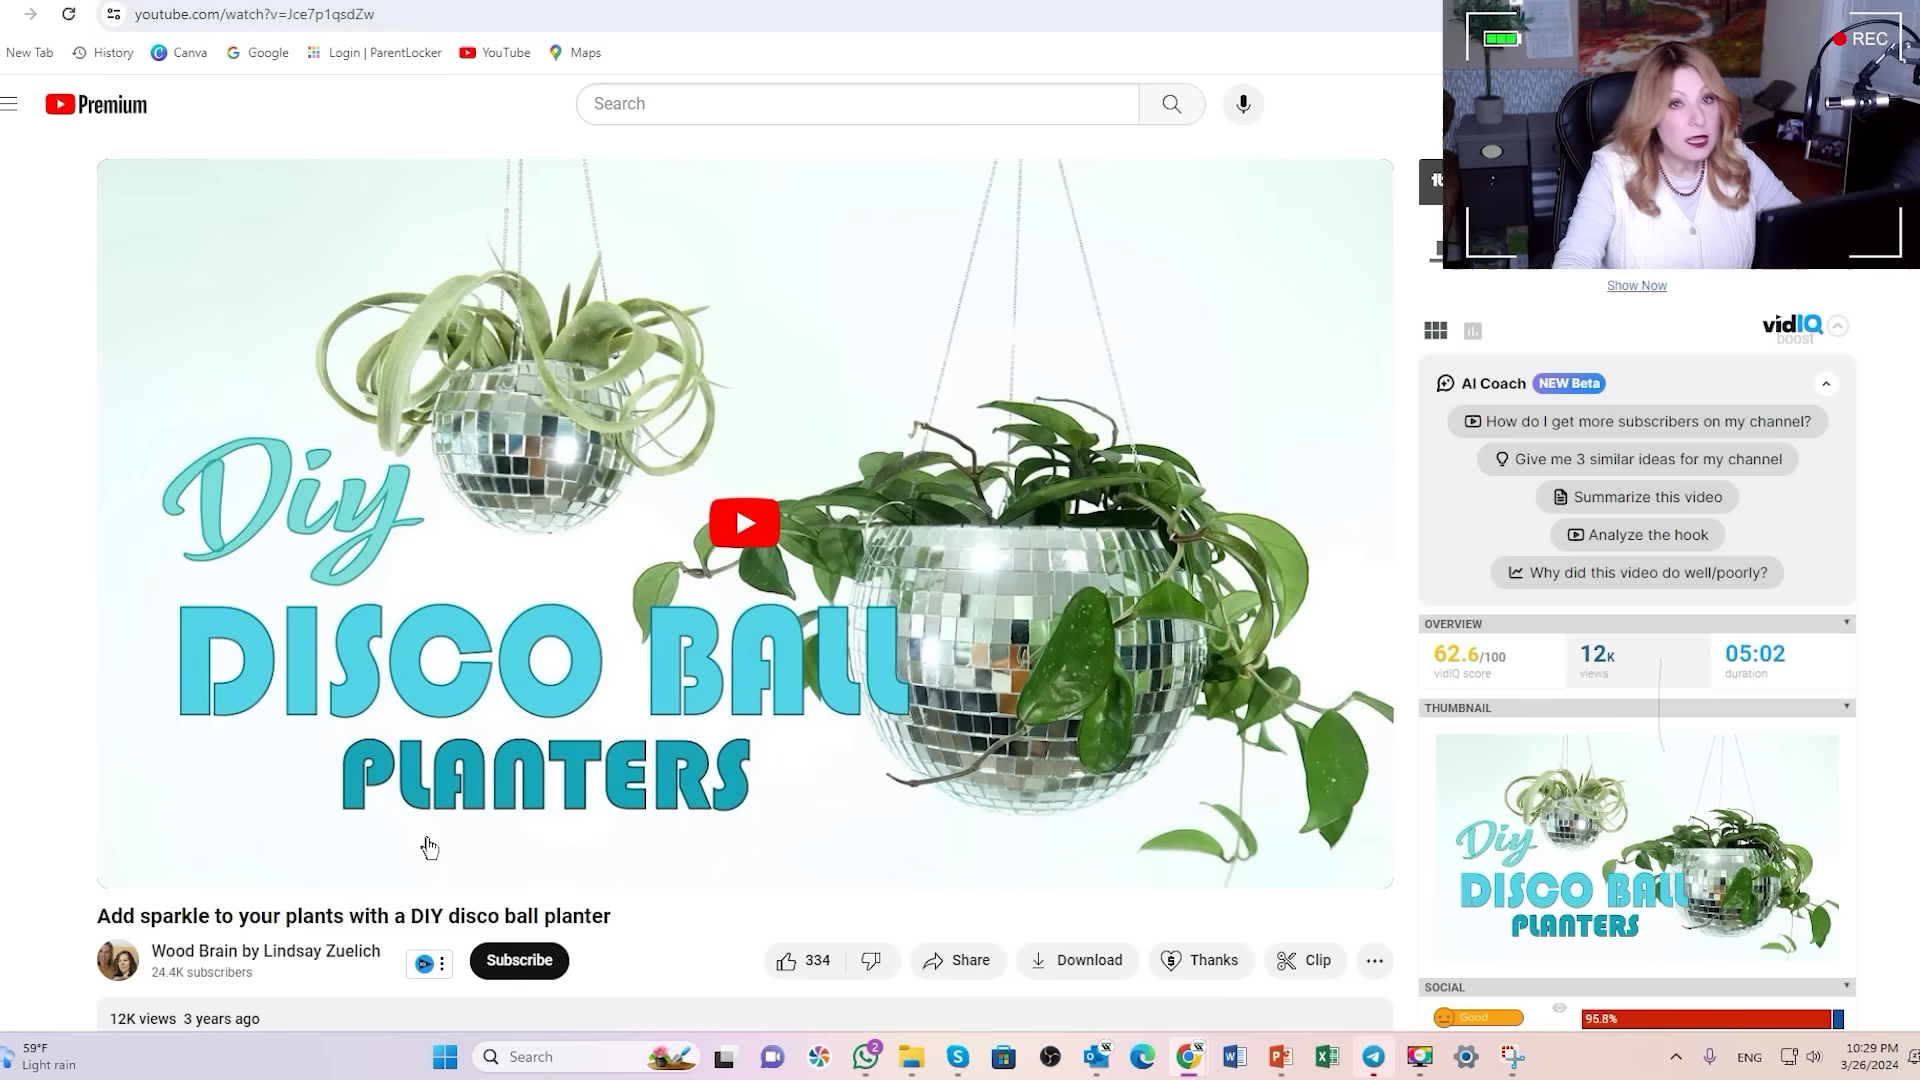 youtube.com/watch?v=Jce7p1qsdZw
New Tab
History
Canva
Google
Login | ParentLocker
YouTube
Maps
REC
Premium
Search
Show Now
vidIQ
boost
AI Coach
NEW Beta
How do I get more subscribers on my channel?
Give me 3 similar ideas for my channel
Summarize this video
Analyze the hook
Why did this video do well/poorly?
Diy
DISCO BALL
PLANTERS
OVERVIEW
62.6/100
vidIQ score
12K
views
05:02
duration
THUMBNAIL
Diy
DISCO BALL
PLANTERS
Add sparkle to your plants with a DIY disco ball planter
Wood Brain by Lindsay Zuelich
24.4K subscribers
Subscribe
334
Share
Download
Thanks
Clip
SOCIAL
Good
95.8%
12K views 3 years ago
59°F
Light rain
Search
2
ENG
10:29 PM
3/26/2024